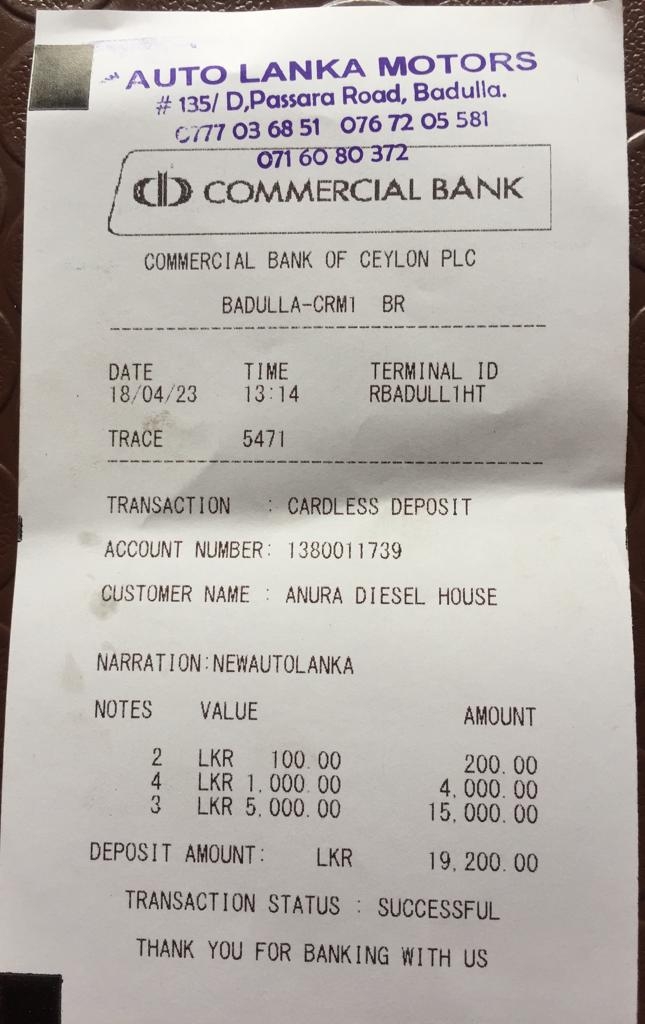 AUTO LANKA MOTORS
# 135/ D,Passara Road, Badulla.
0777 03 68 51 076 72 05 581
071 60 80 372
COMMERCIAL BANK
COMMERCIAL BANK OF CEYLON PLC
BADULLA-CRM1 BR
DATE TIME TERMINAL ID
18/04/23 13:14 RBADULL1HT
TRACE 5471
TRANSACTION : CARDLESS DEPOSIT
ACCOUNT NUMBER: 1380011739
CUSTOMER NAME : ANURA DIESEL HOUSE
NARRATION:NEWAUTOLANKA
NOTES VALUE AMOUNT
2 LKR 100.00 200.00
4 LKR 1,000.00 4,000.00
3 LKR 5,000.00 15,000.00
DEPOSIT AMOUNT: LKR 19,200.00
TRANSACTION STATUS : SUCCESSFUL
THANK YOU FOR BANKING WITH US